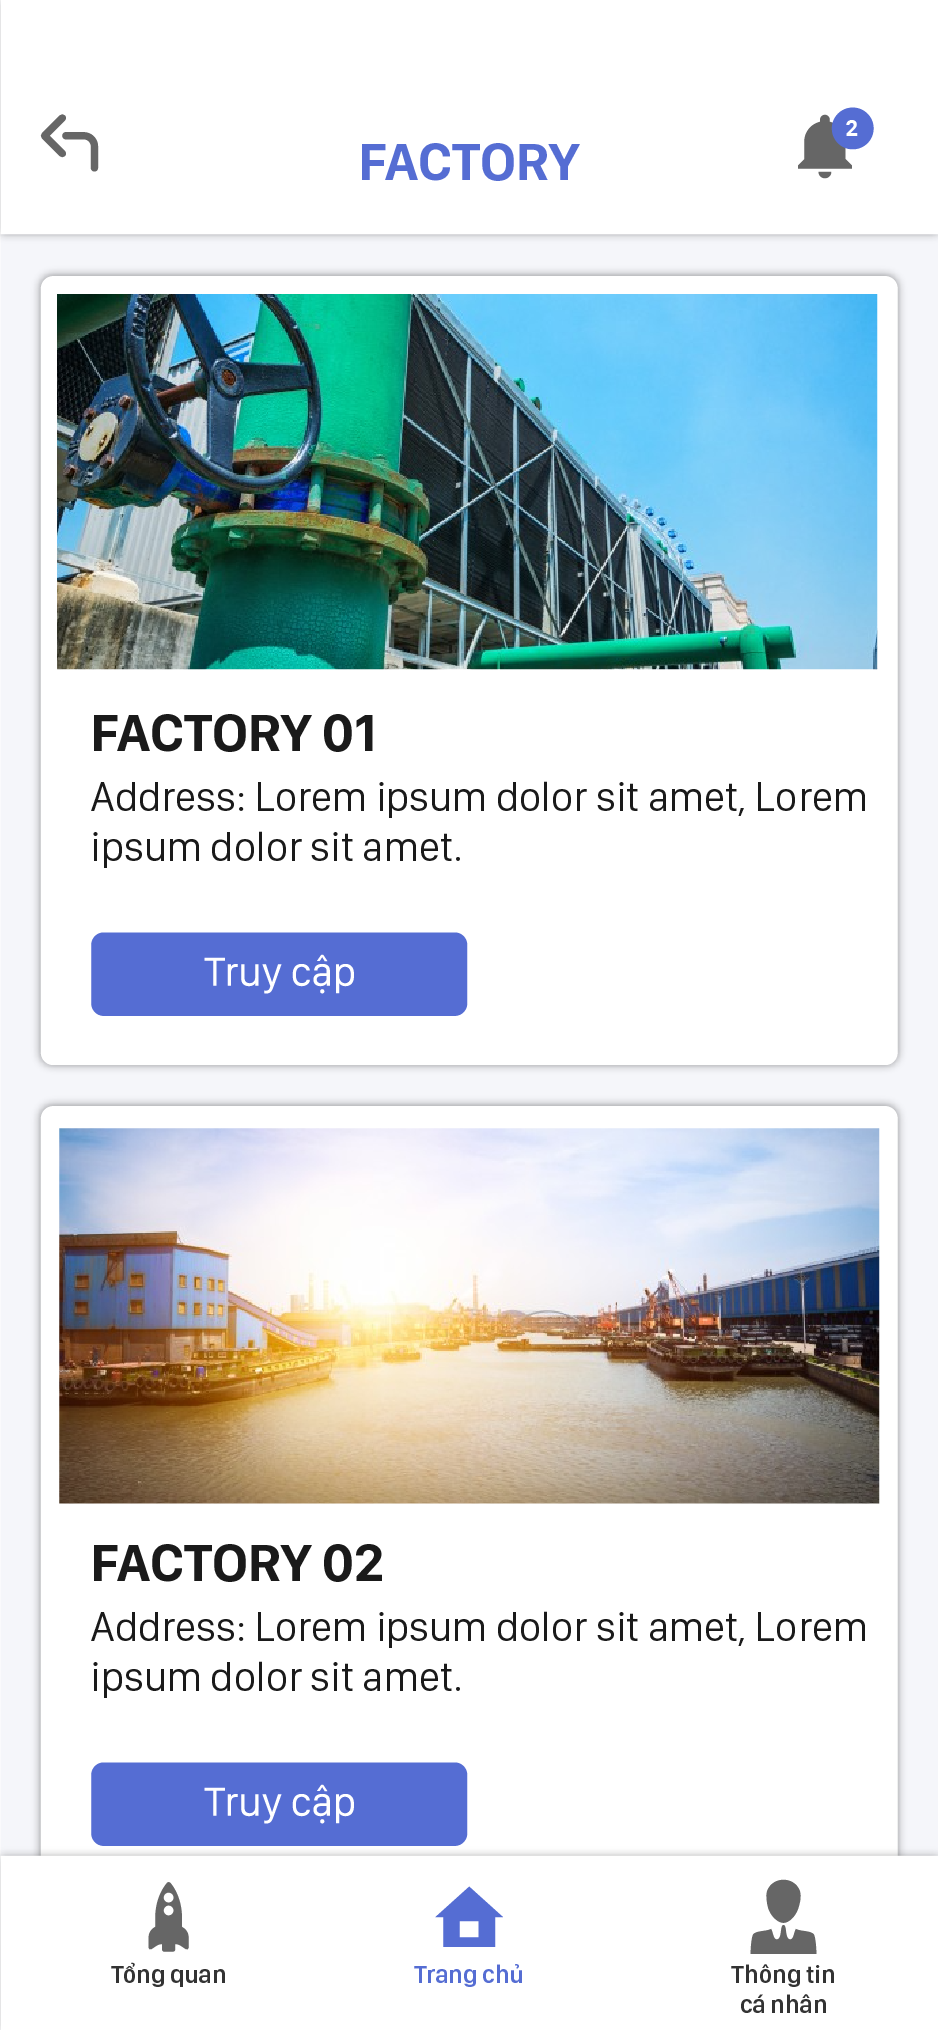 FACTORY
2
FACTORY 01
Address: Lorem ipsum dolor sit amet, Lorem
ipsum dolor sit amet.
Truy cập
FACTORY 02
Address: Lorem ipsum dolor sit amet, Lorem
ipsum dolor sit amet.
Truy cập
Tổng quan
Trang chủ
Thông tin
cá nhân